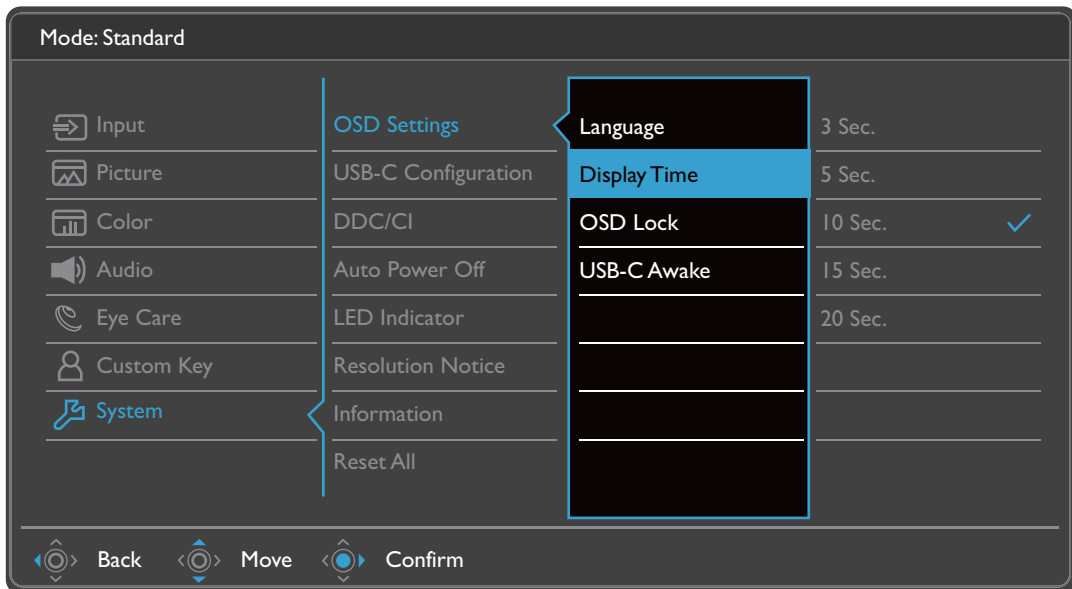 Mode: Standard
Input
Picture
Color
Audio
Eye Care
Custom Key
System
OSD Settings
USB-C Configuration
DDC/CI
Auto Power Off
LED Indicator
Resolution Notice
Information
Reset All
Language
Display Time
OSD Lock
USB-C Awake
3 Sec.
5 Sec.
10 Sec.
15 Sec.
20 Sec.
Back Move Confirm